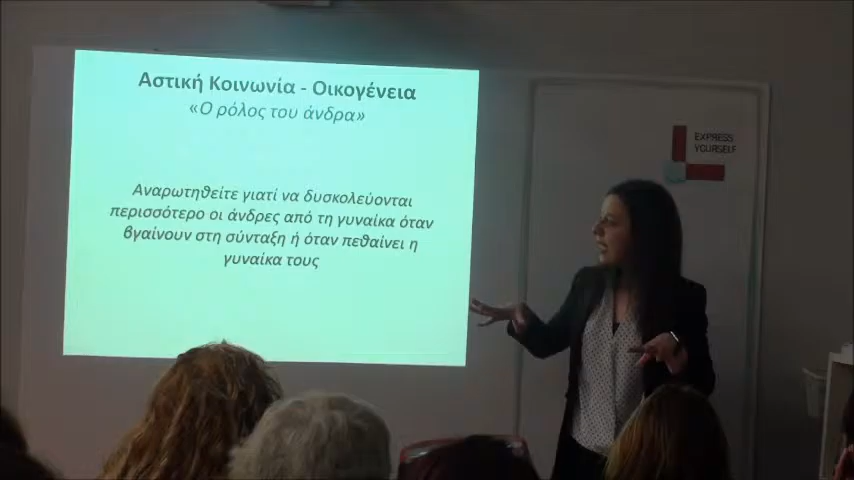 Αστική Κοινωνία - Οικογένεια
«Ο ρόλος του άνδρα»
Αναρωτηθείτε γιατί να δυσκολεύονται
περισσότερο οι άνδρες από τη γυναίκα όταν
βγαίνουν στη σύνταξη ή όταν πεθαίνει η
γυναίκα τους
EXPRESS
YOURSELF